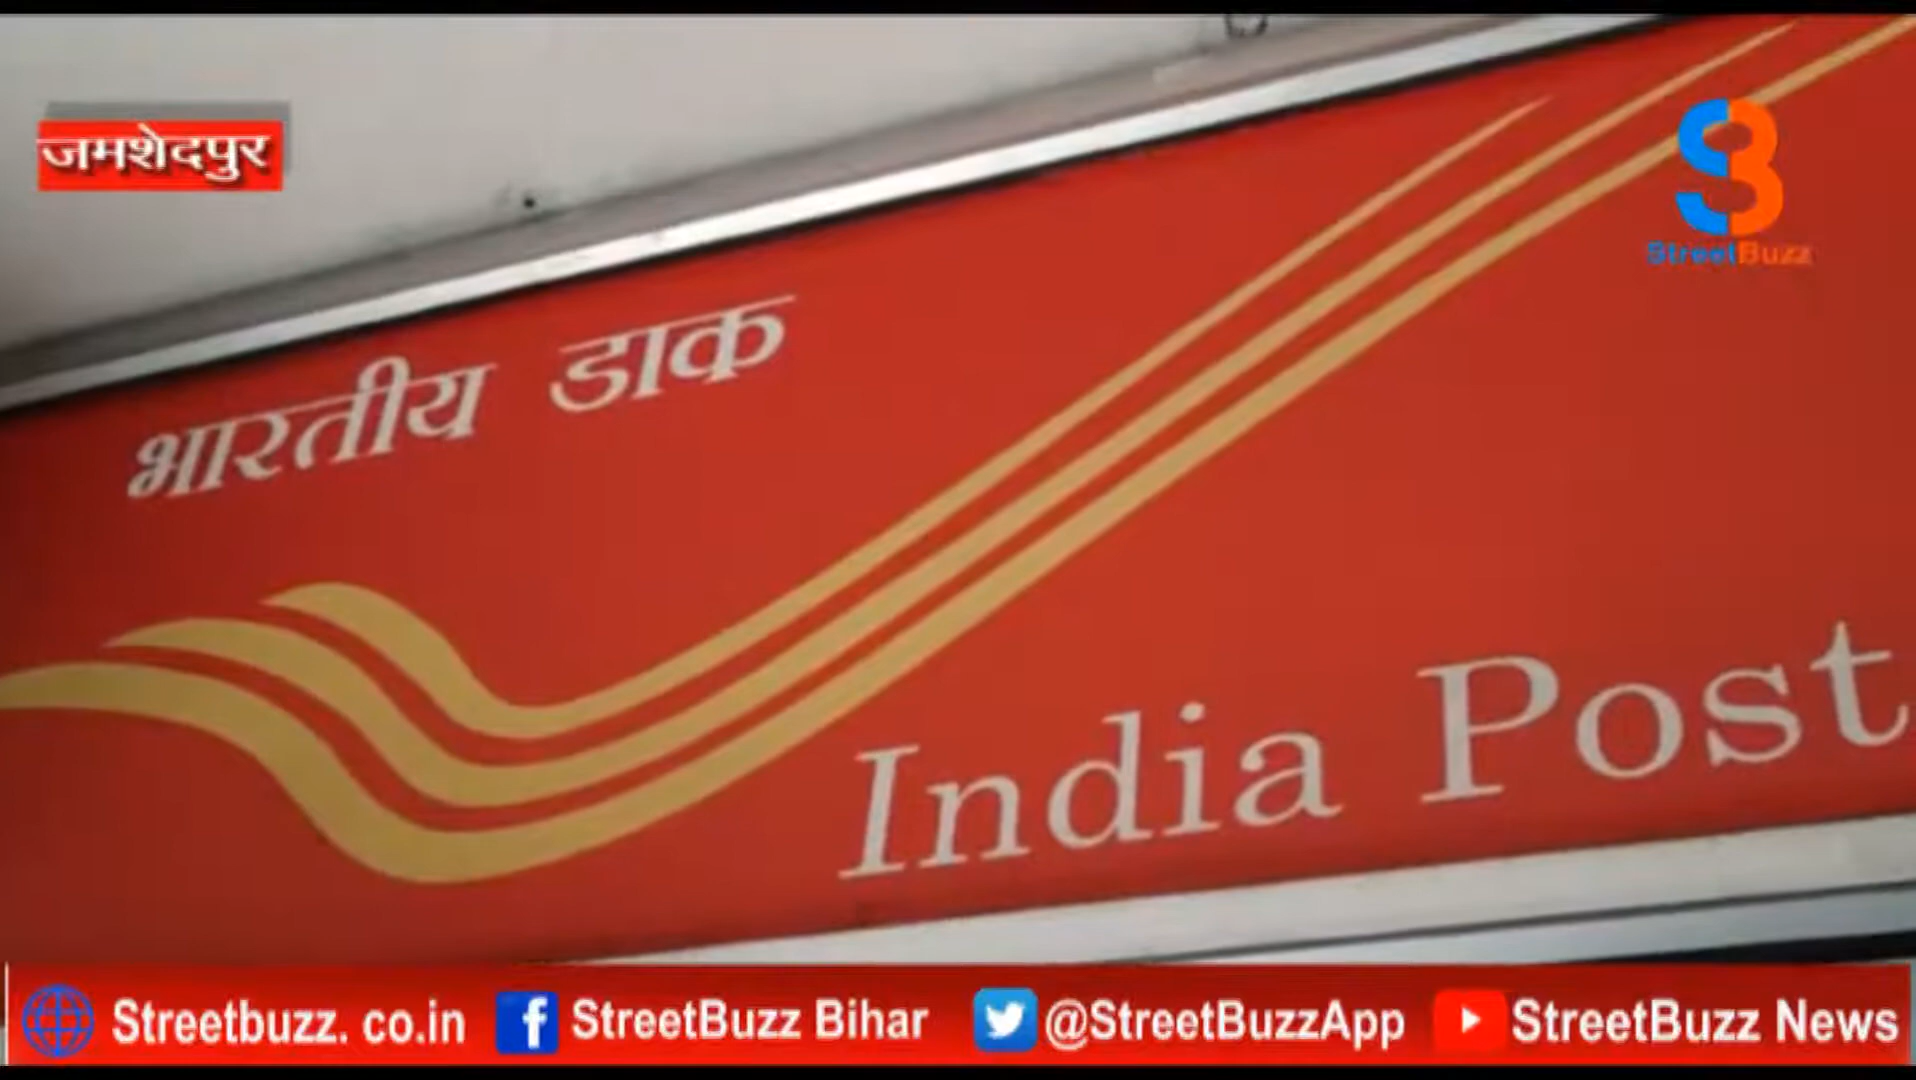 जमशेदपुर
StreetBuzz
भारतीय डाक
India Post
Streetbuzz. co.in StreetBuzz Bihar @StreetBuzzApp StreetBuzz News